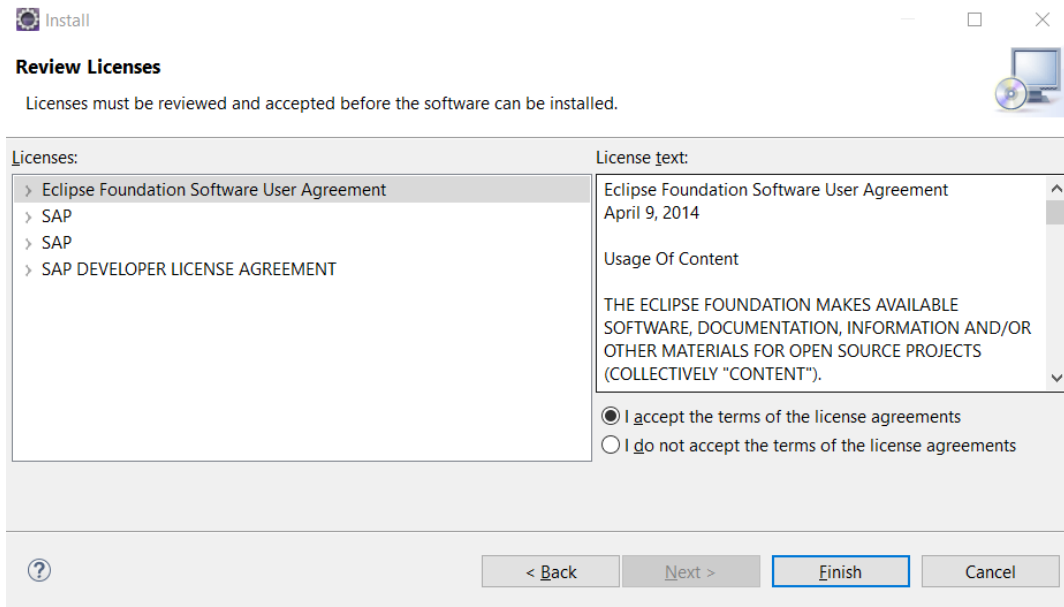 Install
Review Licenses
Licenses must be reviewed and accepted before the software can be installed.
Licenses:
Eclipse Foundation Software User Agreement
SAP
SAP
SAP DEVELOPER LICENSE AGREEMENT
License text:
Eclipse Foundation Software User Agreement
April 9, 2014
Usage Of Content
THE ECLIPSE FOUNDATION MAKES AVAILABLE
SOFTWARE, DOCUMENTATION, INFORMATION AND/OR
OTHER MATERIALS FOR OPEN SOURCE PROJECTS
(COLLECTIVELY "CONTENT").
I accept the terms of the license agreements
I do not accept the terms of the license agreements
?
< Back
Next >
Finish
Cancel